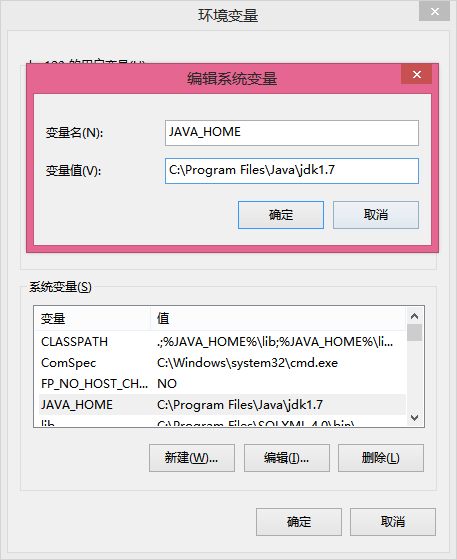 环境变量
编辑系统变量
变量名(N):
JAVA_HOME
变量值(V):
C:\Program Files\Java\jdk1.7
确定
取消
系统变量(S)
变量 值
CLASSPATH .;%JAVA_HOME%\lib;%JAVA_HOME%\li...
ComSpec C:\Windows\system32\cmd.exe
FP_NO_HOST_CH... NO
JAVA_HOME C:\Program Files\Java\jdk1.7
lib C:\Program Files\SQLXML 4.0\bin\
新建(W)... 编辑(I)... 删除(L)
确定 取消